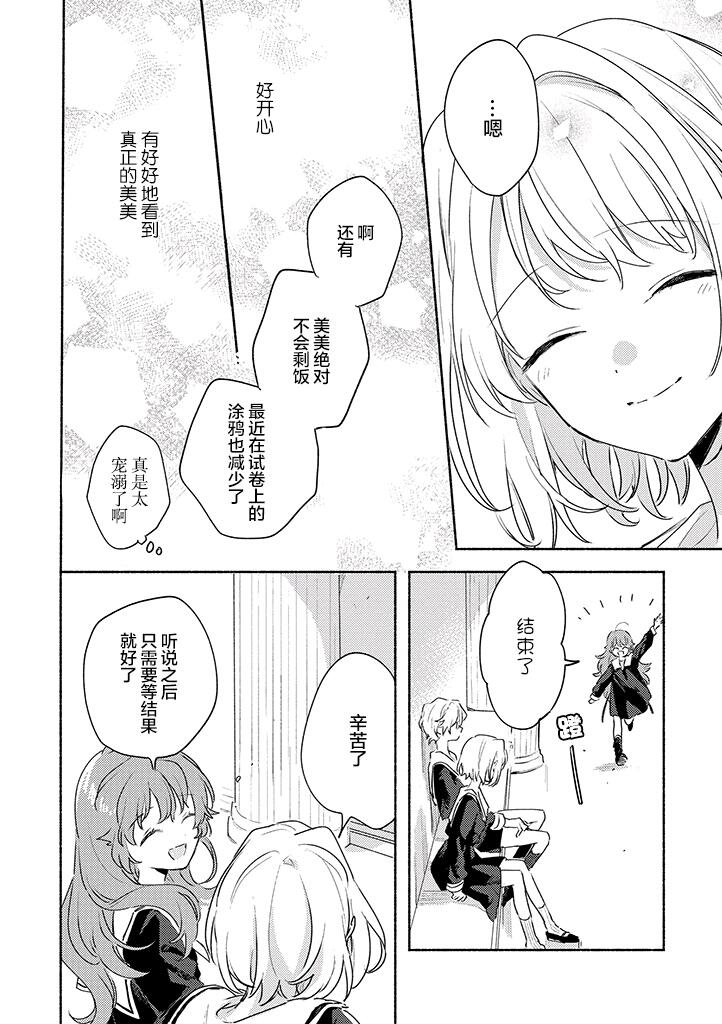 …嗯
啊
还有
美美绝对
不会剩饭
最近在试卷上的
涂鸦也减少了
好开心
有好好地看到
真正的美美
真是太
宠溺了啊
结束了
蹬
辛苦了
听说之后
只需要等结果
就好了